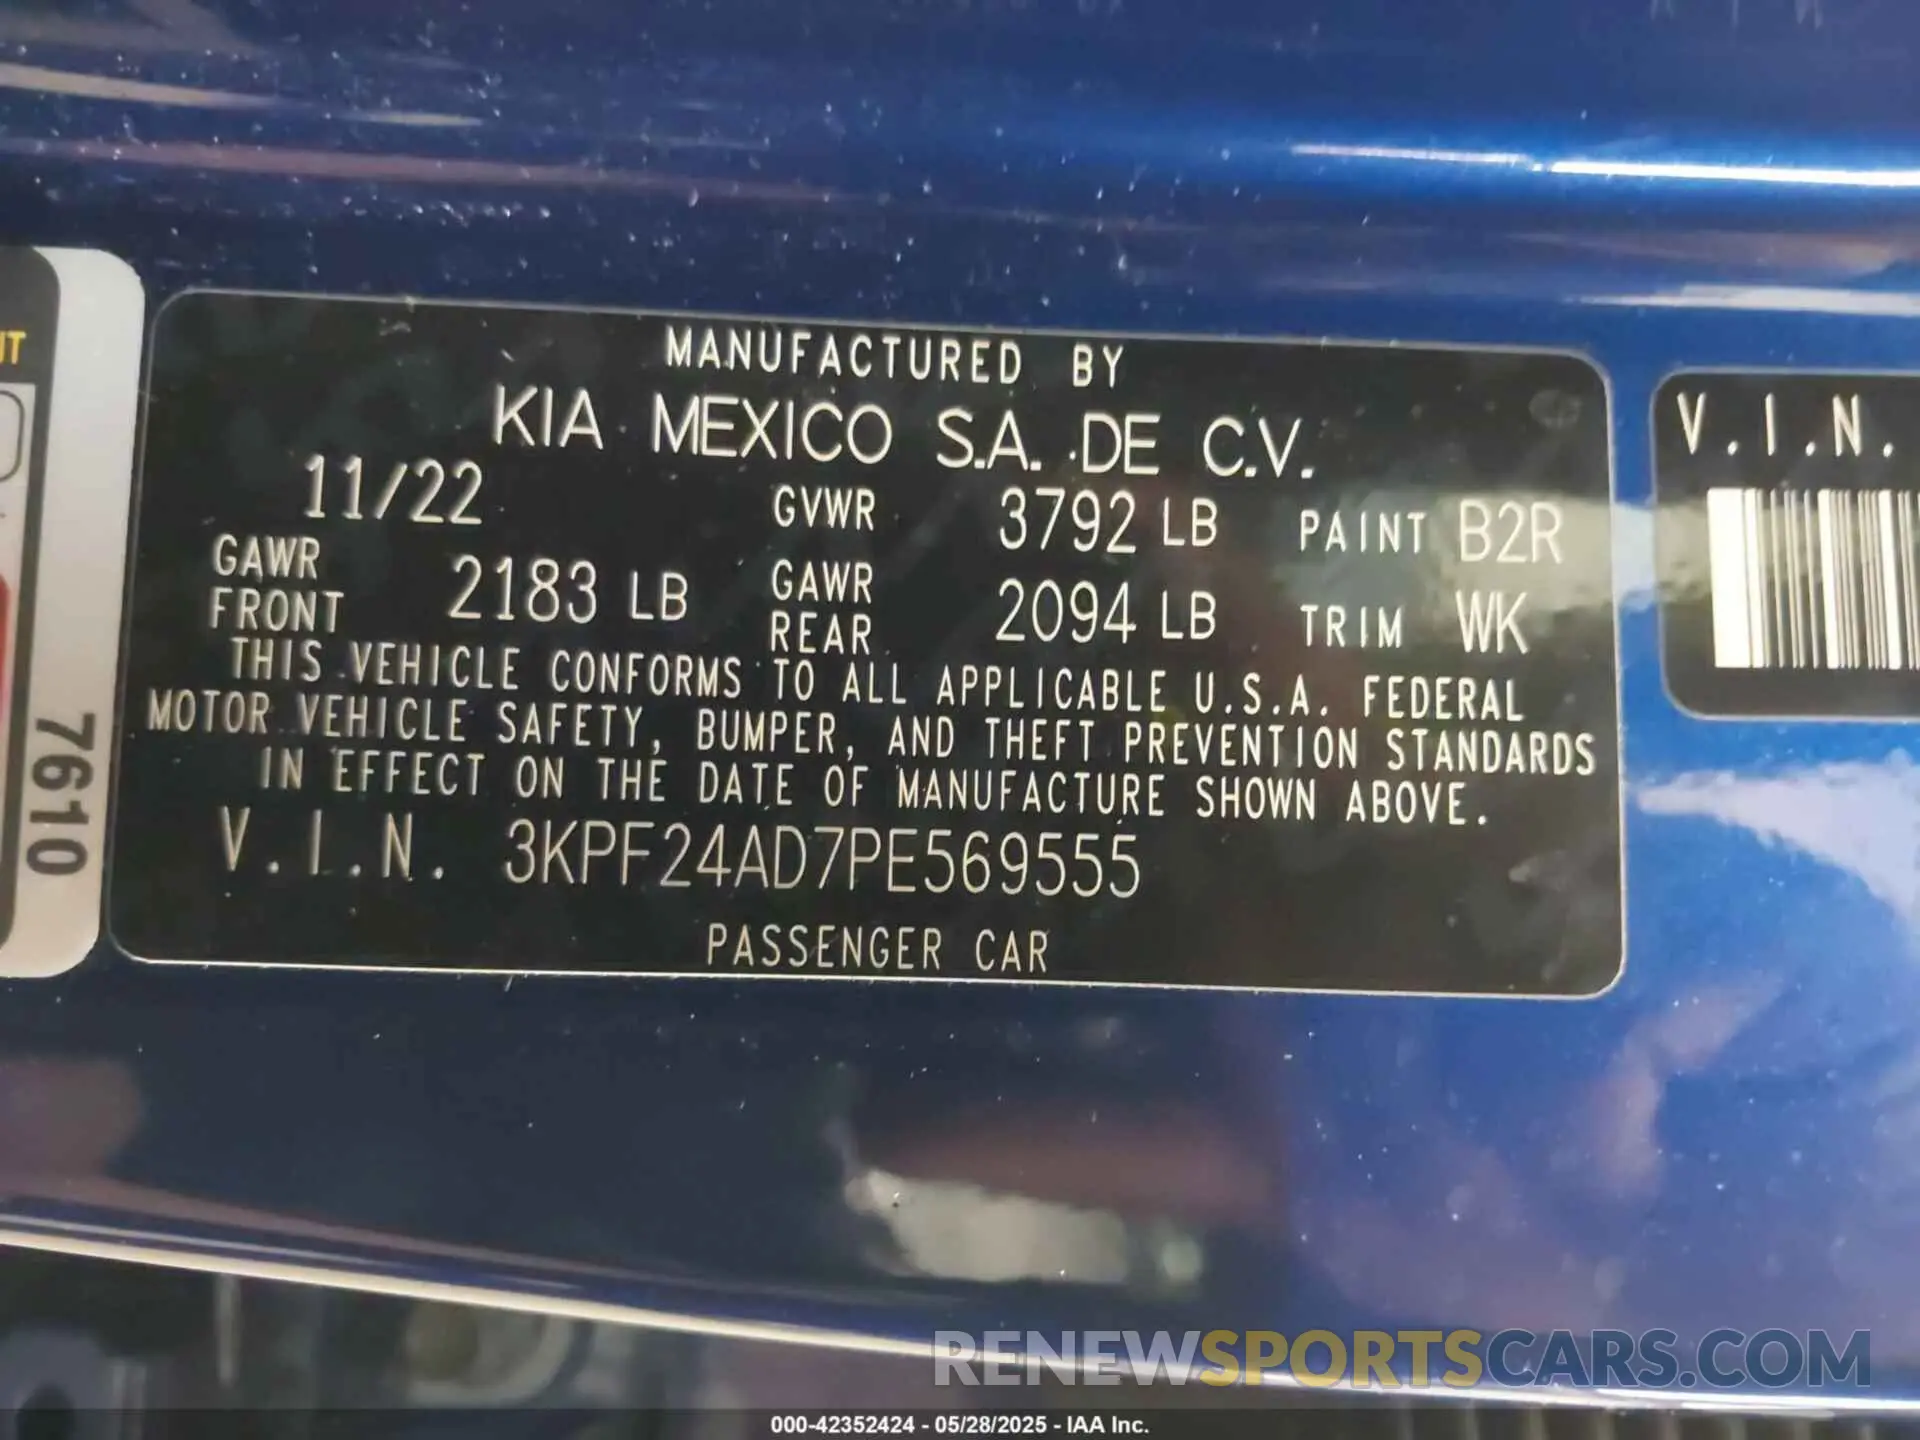 MANUFACTURED BY
KIA MEXICO S.A. DE C.V.
11/22 GVWR 3792 LB PAINT B2R
GAWR FRONT 2183 LB GAWR REAR 2094 LB TRIM WK
THIS VEHICLE CONFORMS TO ALL APPLICABLE U.S.A. FEDERAL
MOTOR VEHICLE SAFETY, BUMPER, AND THEFT PREVENTION STANDARDS
IN EFFECT ON THE DATE OF MANUFACTURE SHOWN ABOVE.
V.I.N. 3KPF24AD7PE569555
PASSENGER CAR
V.I.N.
7610
RENEWSPORTSCARS.COM
000-42352424 - 05/28/2025 - IAA Inc.